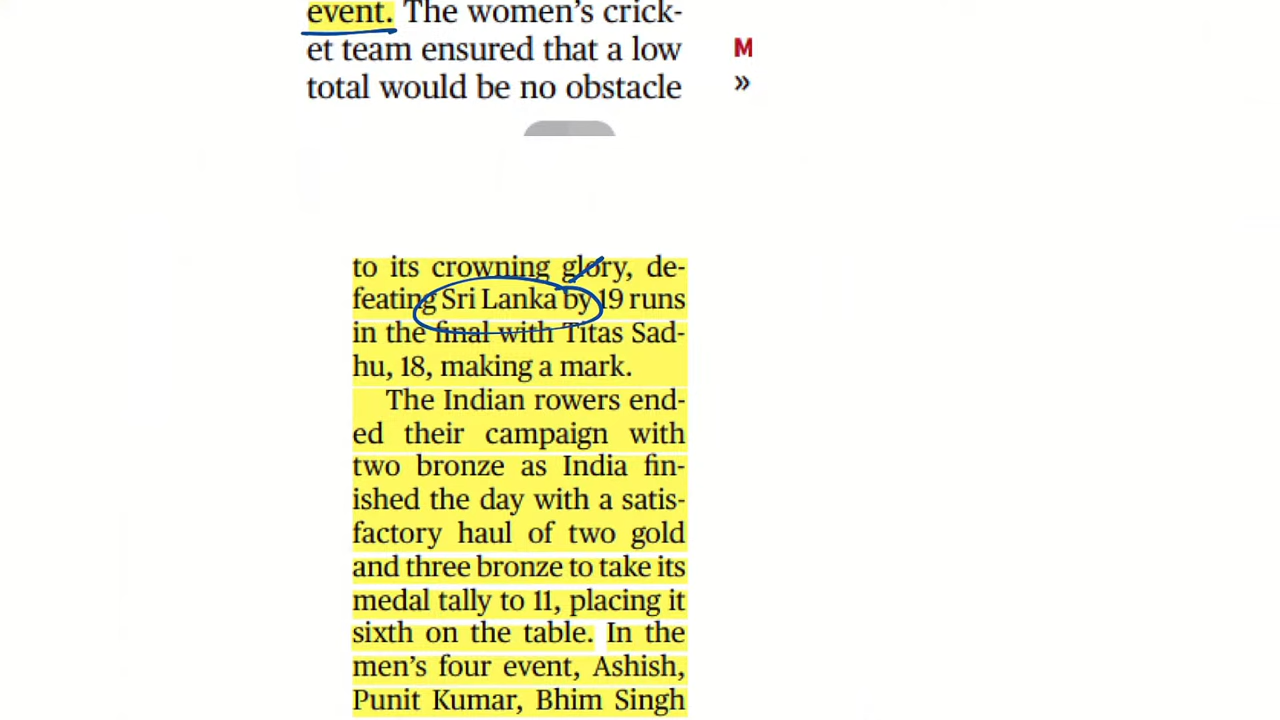 event. The women's crick-
et team ensured that a low
total would be no obstacle
M
»
to its crowning glory, de-
feating Sri Lanka by 19 runs
in the final with Titas Sad-
hu, 18, making a mark.
The Indian rowers end-
ed their campaign with
two bronze as India fin-
ished the day with a satis-
factory haul of two gold
and three bronze to take its
medal tally to 11, placing it
sixth on the table. In the
men's four event, Ashish,
Punit Kumar, Bhim Singh